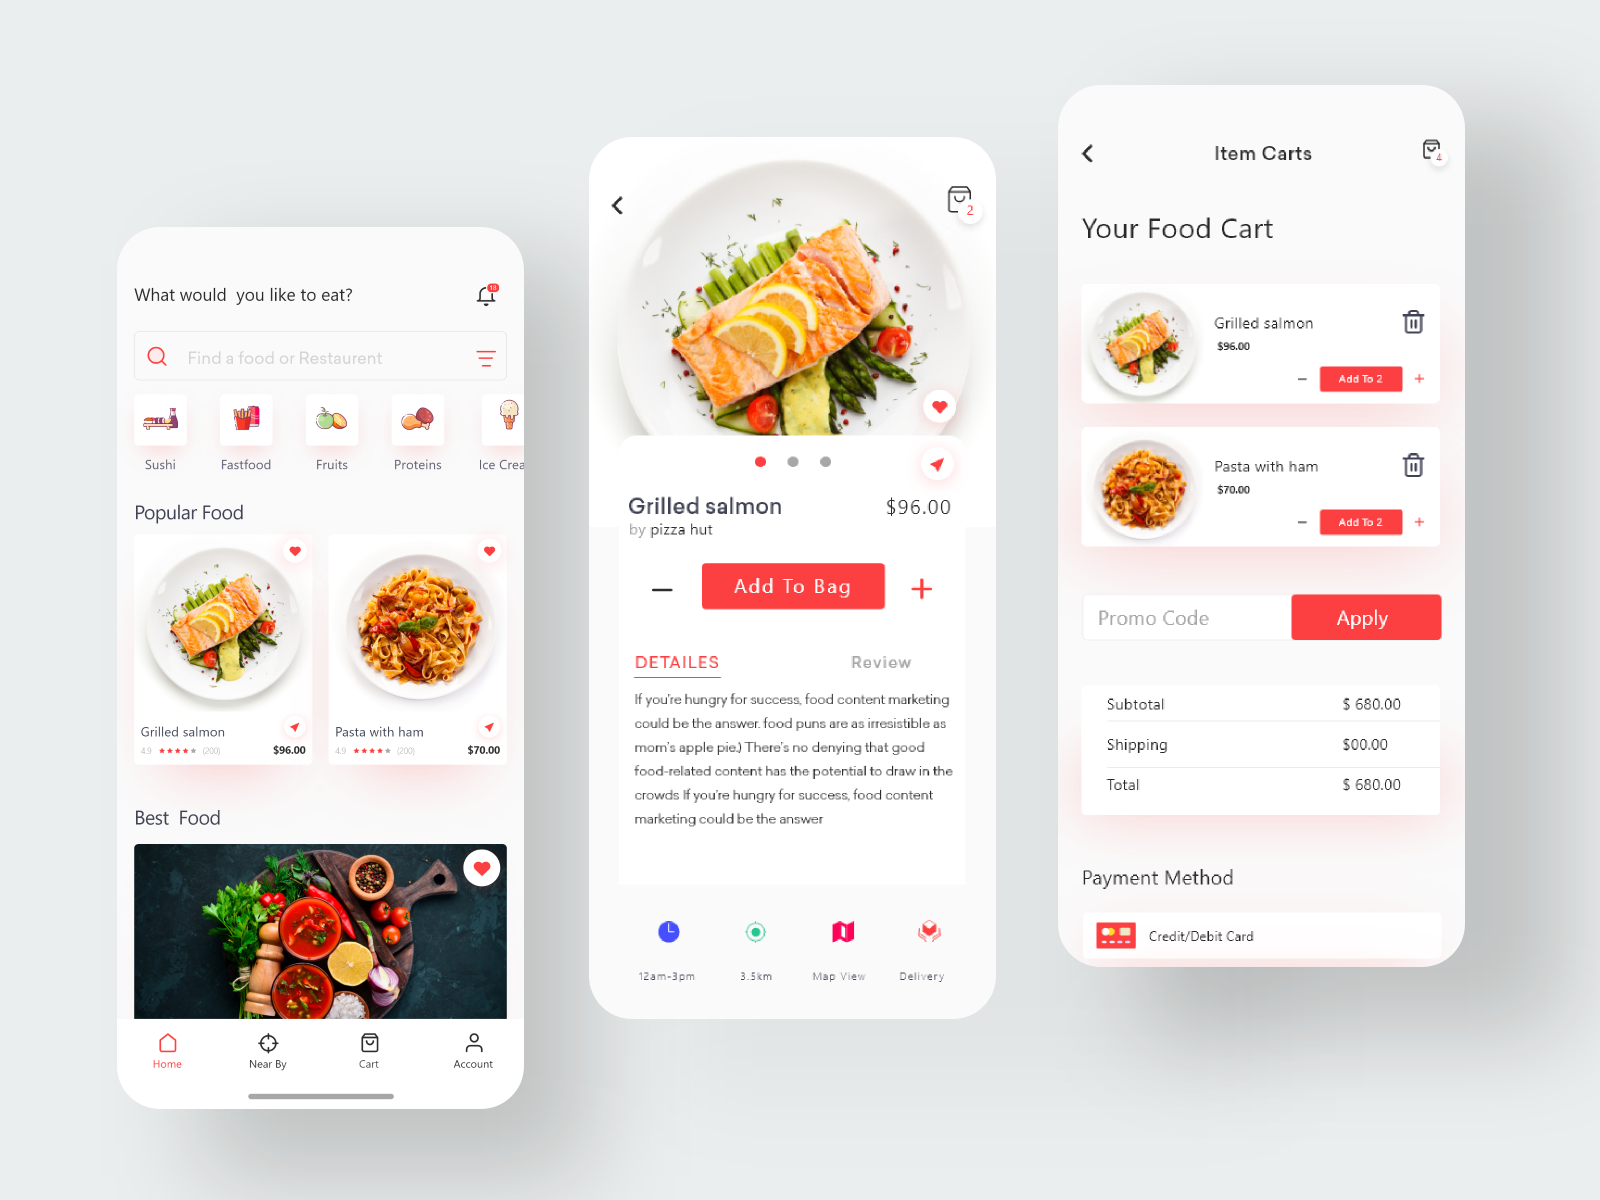 What would you like to eat?
18
Find a food or Restaurent
Sushi
Fastfood
Fruits
Proteins
Ice Crea
Popular Food
Grilled salmon
4.9 (200) $96.00
Pasta with ham
4.9 (200) $70.00
Best Food
Home
Near By
Cart
Account
2
Grilled salmon
$96.00
by pizza hut
Add To Bag
DETAILES
Review
If you're hungry for success, food content marketing
could be the answer. food puns are as irresistible as
mom's apple pie.) There's no denying that good
food-related content has the potential to draw in the
crowds If you're hungry for success, food content
marketing could be the answer
12am-3pm
3.5km
Map View
Delivery
Item Carts
4
Your Food Cart
Grilled salmon
$96.00
Add To 2
Pasta with ham
$70.00
Add To 2
Promo Code
Apply
Subtotal $ 680.00
Shipping $00.00
Total $ 680.00
Payment Method
Credit/Debit Card